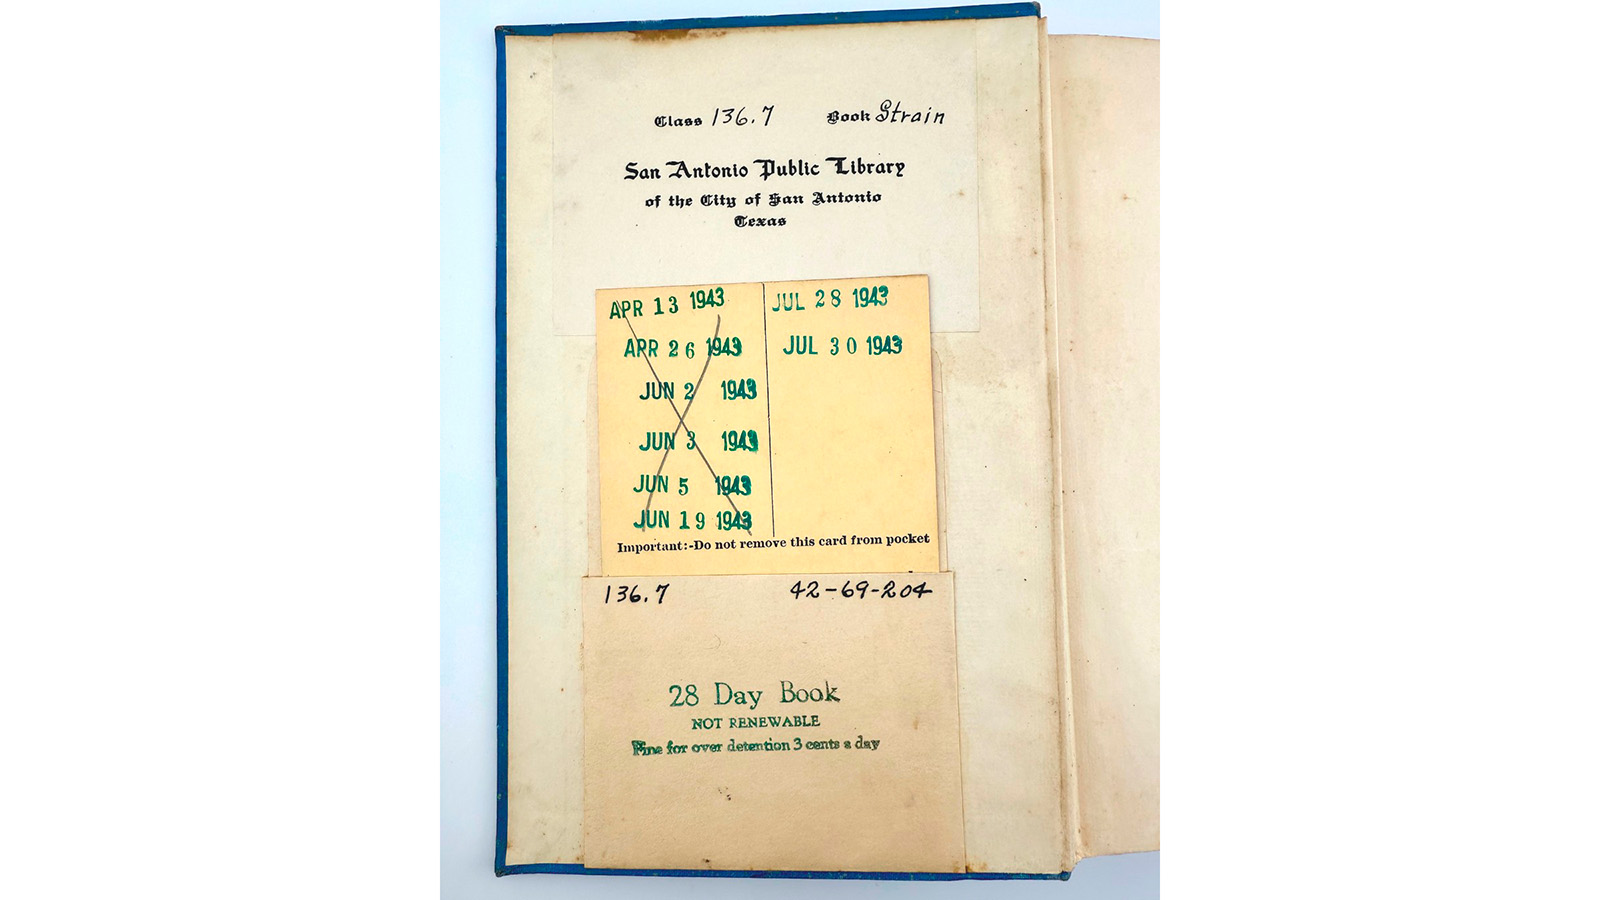 Class 136.7 Book Strain
San Antonio Public Library
of the City of San Antonio
Texas
APR 13 1943
APR 26 1943
JUN 2 1943
JUN 3 1943
JUN 5 1943
JUN 19 1943
JUL 28 1943
JUL 30 1943
Important:-Do not remove this card from pocket
136.7 42-69-204
28 Day Book
NOT RENEWABLE
Fine for over detention 3 cents a day